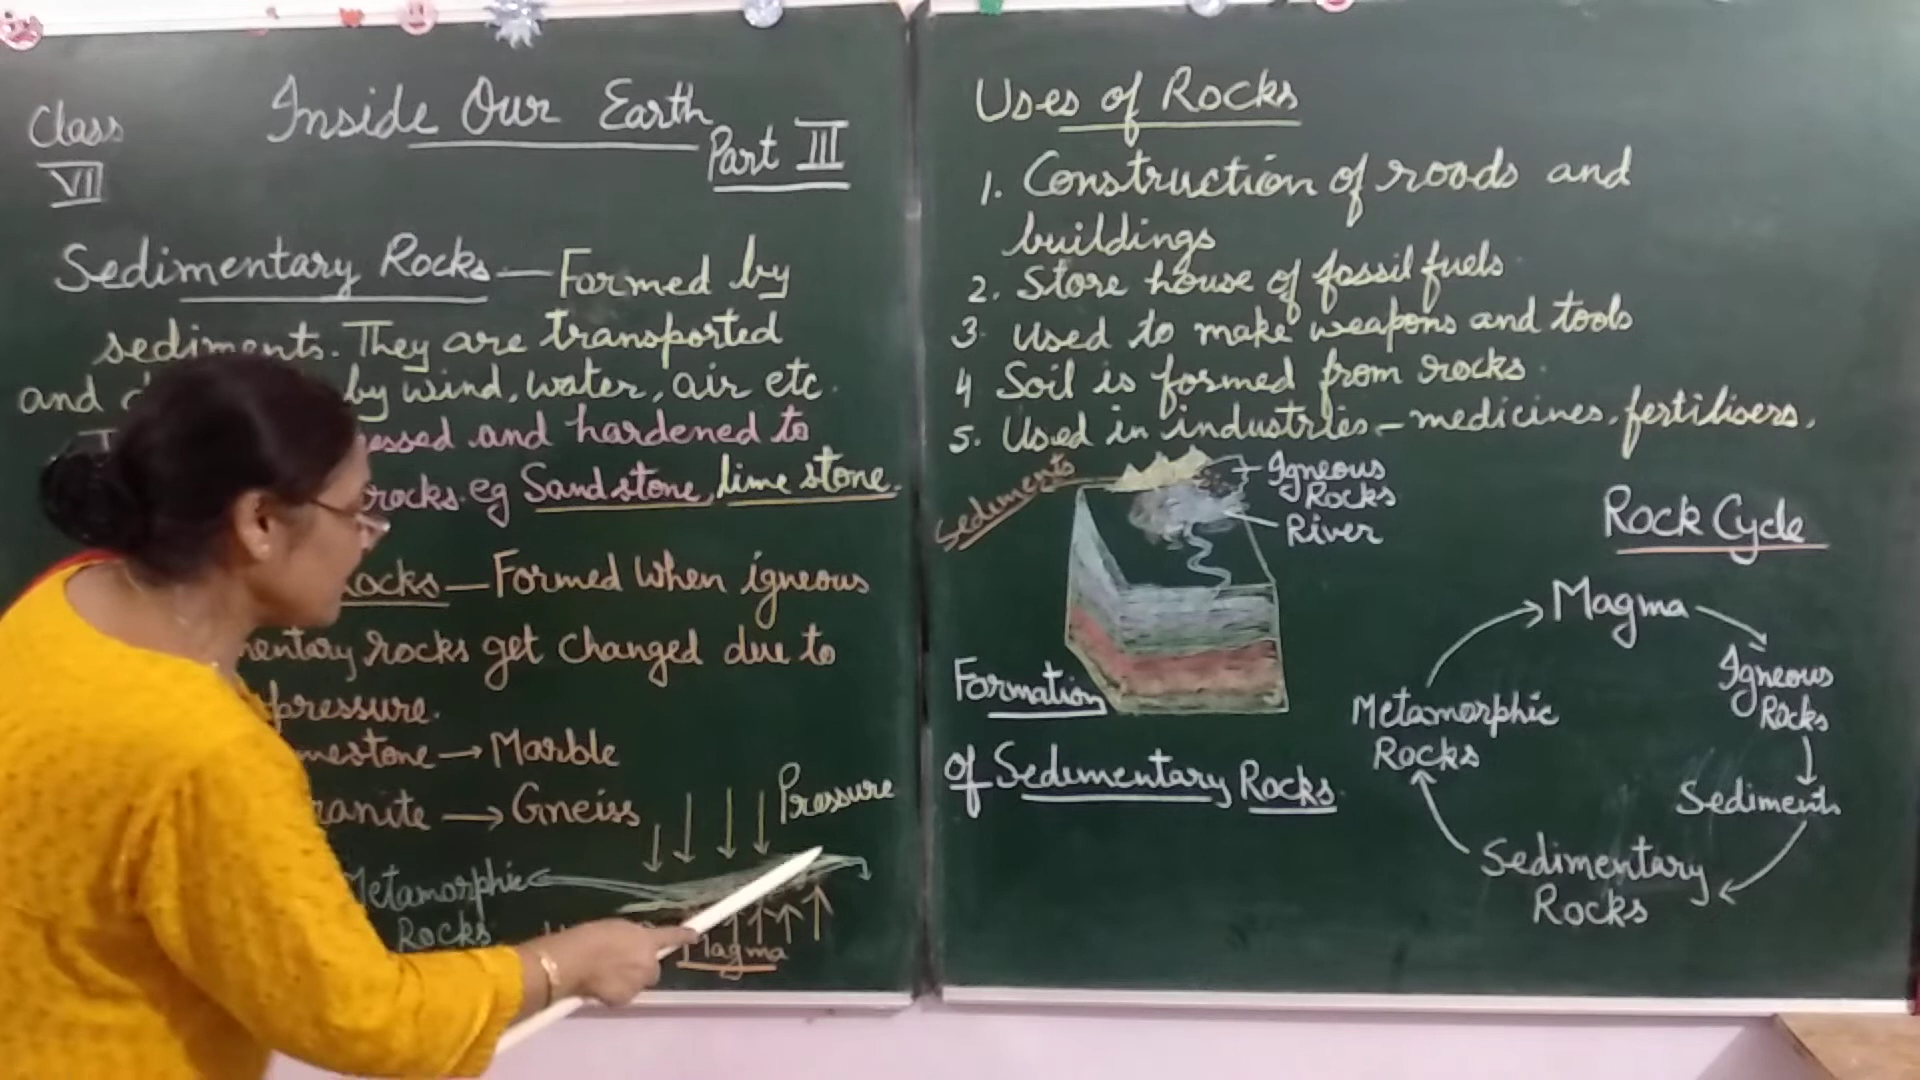 Class
VII
Inside Our Earth
Part III
Sedimentary Rocks — Formed by
sediments. They are transported
and by wind, water, air etc.
and hardened to
rocks. eg Sandstone, lime stone.
Rocks — Formed when igneous
rocks get changed due to
pressure.
→ Marble
→ Gneiss
Pressure
Metamorphic
Rocks
Magma
Uses of Rocks
1. Construction of roads and
buildings
2. Store house of fossil fuels.
3. Used to make weapons and tools
4 Soil is formed from rocks.
5. Used in industries – medicines, fertilisers.
Sediments
Igneous
Rocks
River
Formation
of Sedimentary Rocks
Rock Cycle
Magma
Igneous
Rocks
Sediments
Sedimentary
Rocks
Metamorphic
Rocks